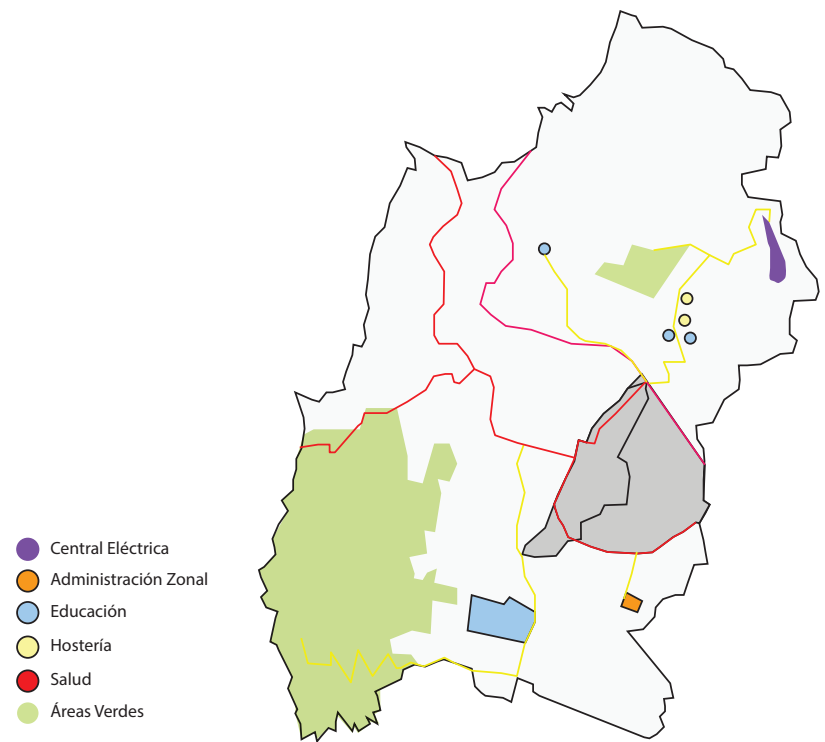 Central Eléctrica
Administración Zonal
Educación
Hostería
Salud
Áreas Verdes